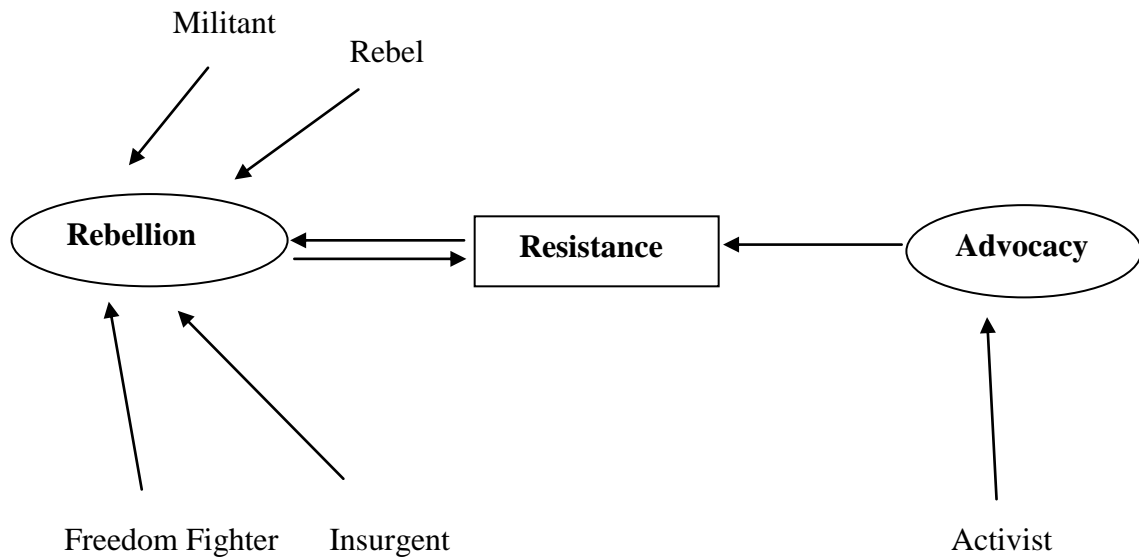 Militant
Rebel
Rebellion
Resistance
Advocacy
Freedom Fighter
Insurgent
Activist